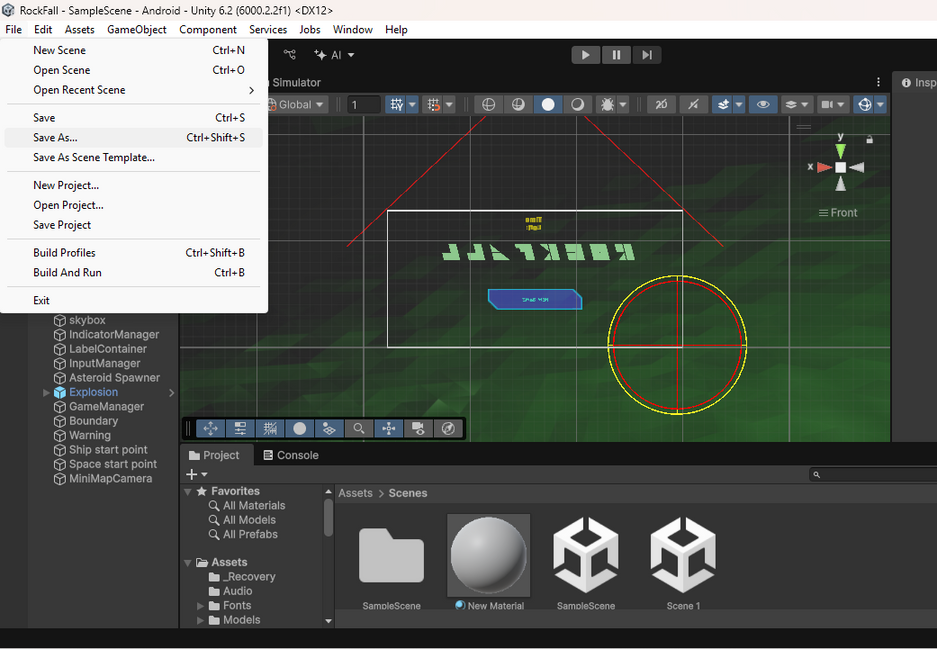 RockFall - SampleScene - Android - Unity 6.2 (6000.2.2f1) <DX12>
File Edit Assets GameObject Component Services Jobs Window Help
New Scene Ctrl+N
Open Scene Ctrl+O
Open Recent Scene
Save Ctrl+S
Save As... Ctrl+Shift+S
Save As Scene Template...
New Project...
Open Project...
Save Project
Build Profiles Ctrl+Shift+B
Build And Run Ctrl+B
Exit
AI
Simulator
Insp
Global 1 2D
y
x
Front
ROCKFALL
skybox
IndicatorManager
LabelContainer
InputManager
Asteroid Spawner
Explosion
GameManager
Boundary
Warning
Ship start point
Space start point
MiniMapCamera
Project Console
Favorites
All Materials
All Models
All Prefabs
Assets
_Recovery
Audio
Fonts
Models
Assets > Scenes
SampleScene
New Material
SampleScene
Scene 1